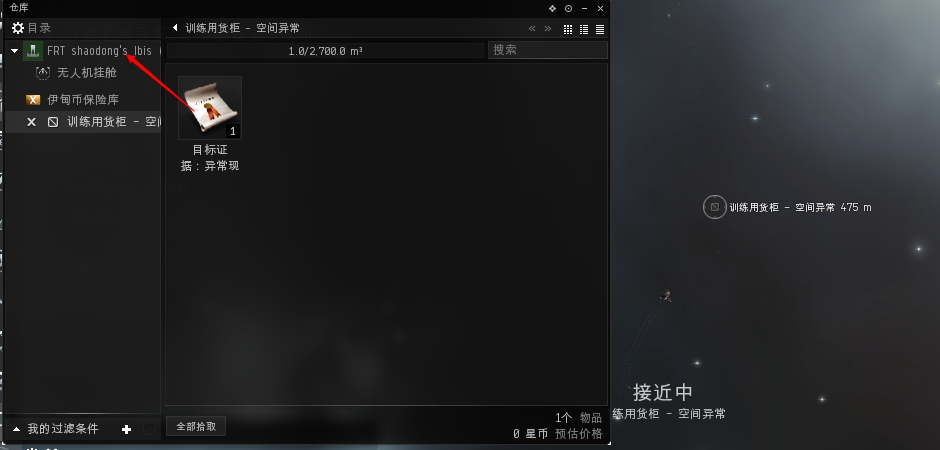 仓库
目录
训练用货柜 - 空间异常
FRT shaodong's Ibis (
1.0/2,700.0 m³
搜索
无人机挂舱
伊甸币保险库
训练用货柜 - 空间
1
目标证
据：异常现
训练用货柜 - 空间异常 475 m
接近中
练用货柜 - 空间异常
1个 物品
我的过滤条件
全部拾取
0 星币 预估价格